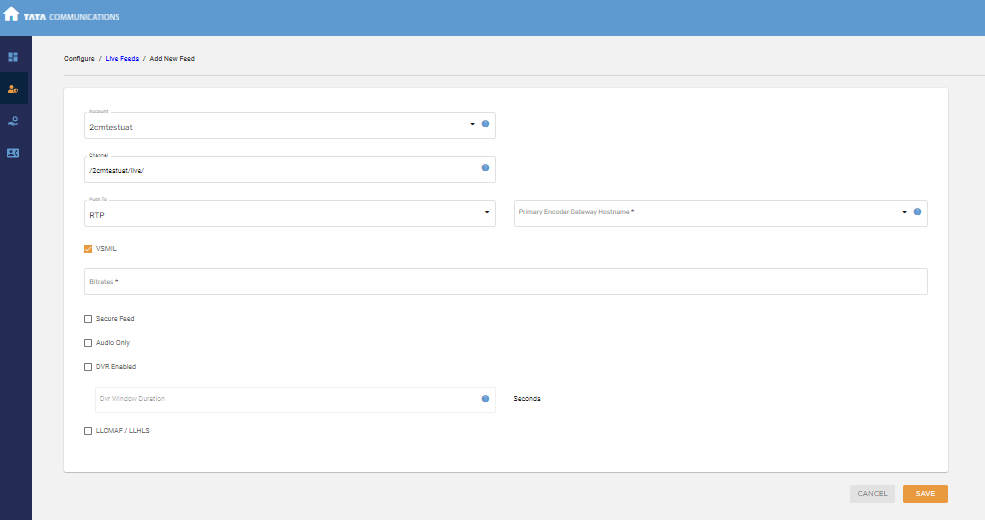 TATA COMMUNICATIONS
Configure / Live Feeds / Add New Feed
Account
2cmtestuat
Channel
/2cmtestuat/live/
Push To
RTP
Primary Encoder Gateway Hostname *
VSMIL
Bitrates *
Secure Feed
Audio Only
DVR Enabled
Dvr Window Duration
Seconds
LLCMAF / LLHLS
CANCEL
SAVE